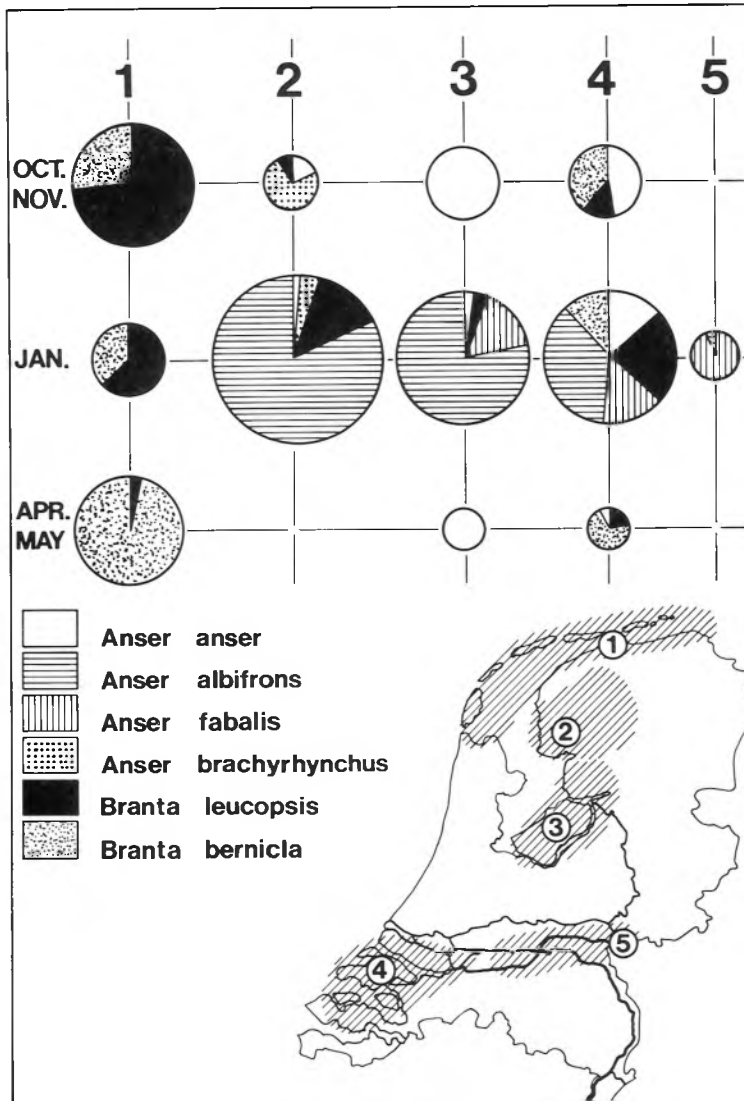 1 2 3 4 5
OCT.
NOV.
JAN.
APR.
MAY
Anser anser
Anser albifrons
Anser fabalis
Anser brachyrhynchus
Branta leucopsis
Branta bernicla
1
2
3
5
4